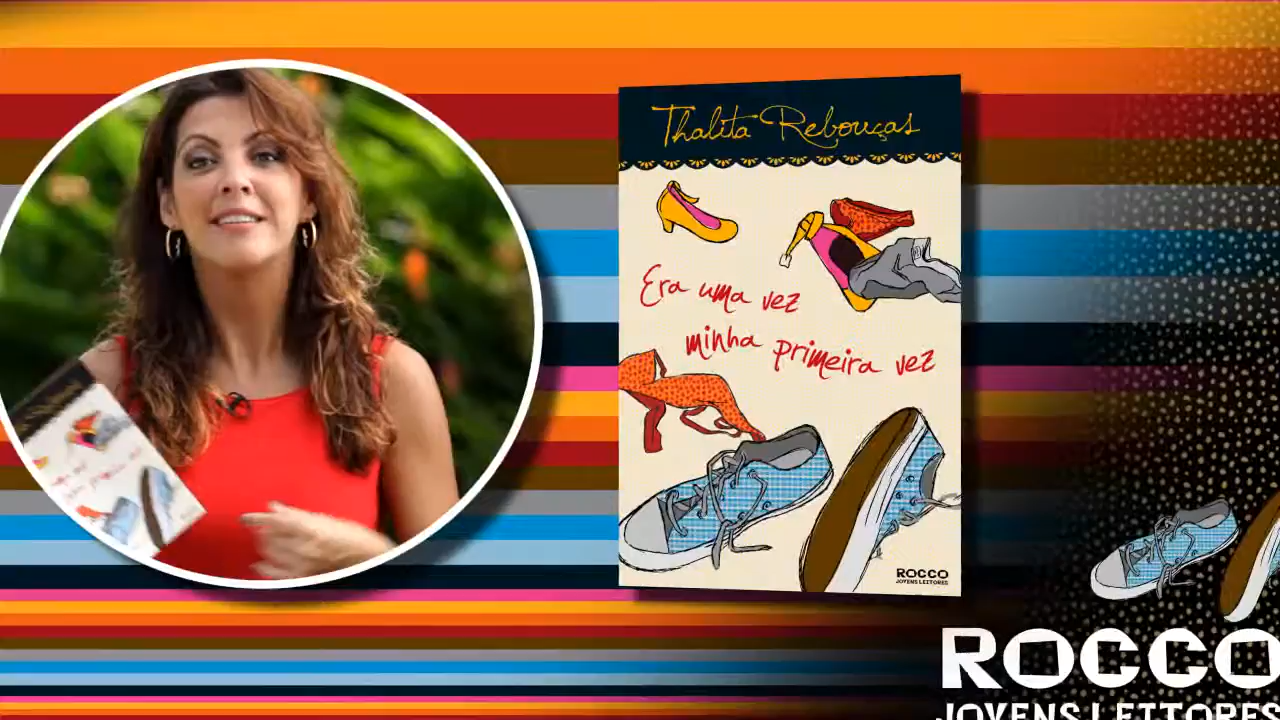 Thalita Rebouças
Era uma vez
minha primeira vez
ROCCO
JOVENS LEITORES
ROCCO
JOVENS LEITORES